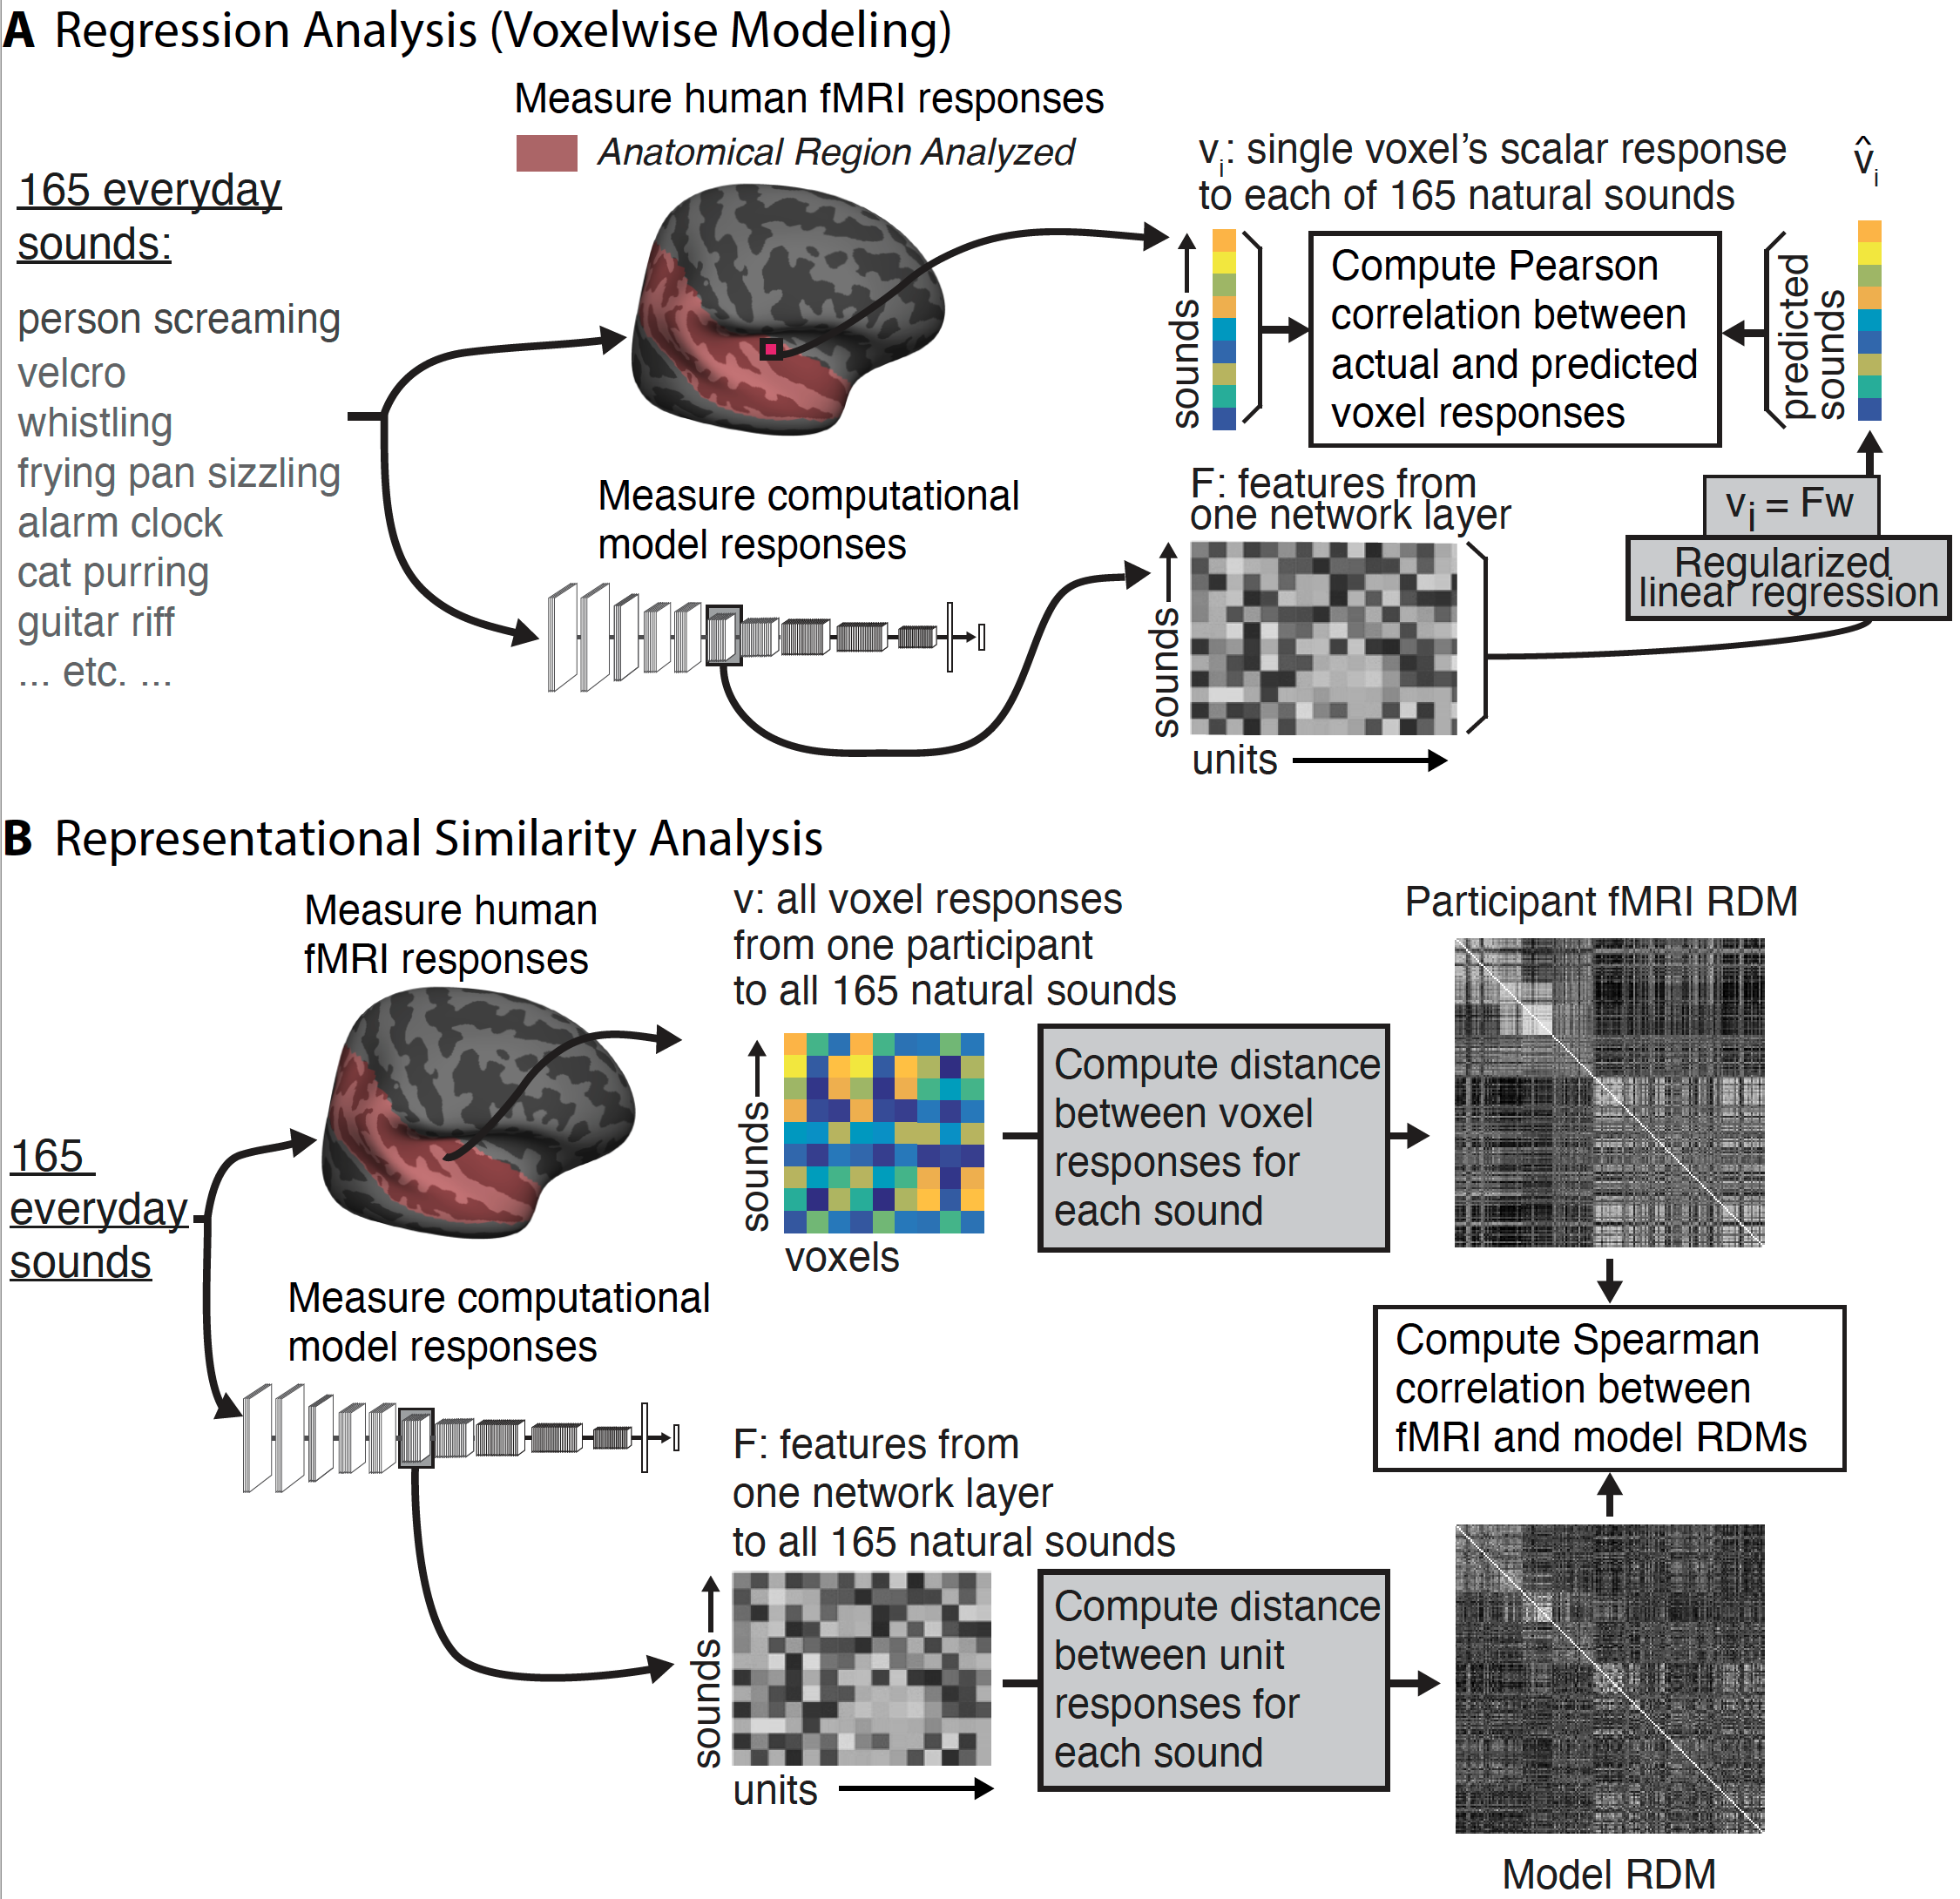 A Regression Analysis (Voxelwise Modeling)
Measure human fMRI responses
Anatomical Region Analyzed
165 everyday
sounds:
person screaming
velcro
whistling
frying pan sizzling
alarm clock
cat purring
guitar riff
... etc. ...
Measure computational
model responses
vi: single voxel's scalar response
to each of 165 natural sounds
sounds
Compute Pearson
correlation between
actual and predicted
voxel responses
predicted
sounds
v̂i
F: features from
one network layer
sounds
units
vi = Fw
Regularized
linear regression
B Representational Similarity Analysis
Measure human
fMRI responses
165
everyday
sounds
Measure computational
model responses
v: all voxel responses
from one participant
to all 165 natural sounds
sounds
voxels
Compute distance
between voxel
responses for
each sound
Participant fMRI RDM
Compute Spearman
correlation between
fMRI and model RDMs
F: features from
one network layer
to all 165 natural sounds
sounds
units
Compute distance
between unit
responses for
each sound
Model RDM